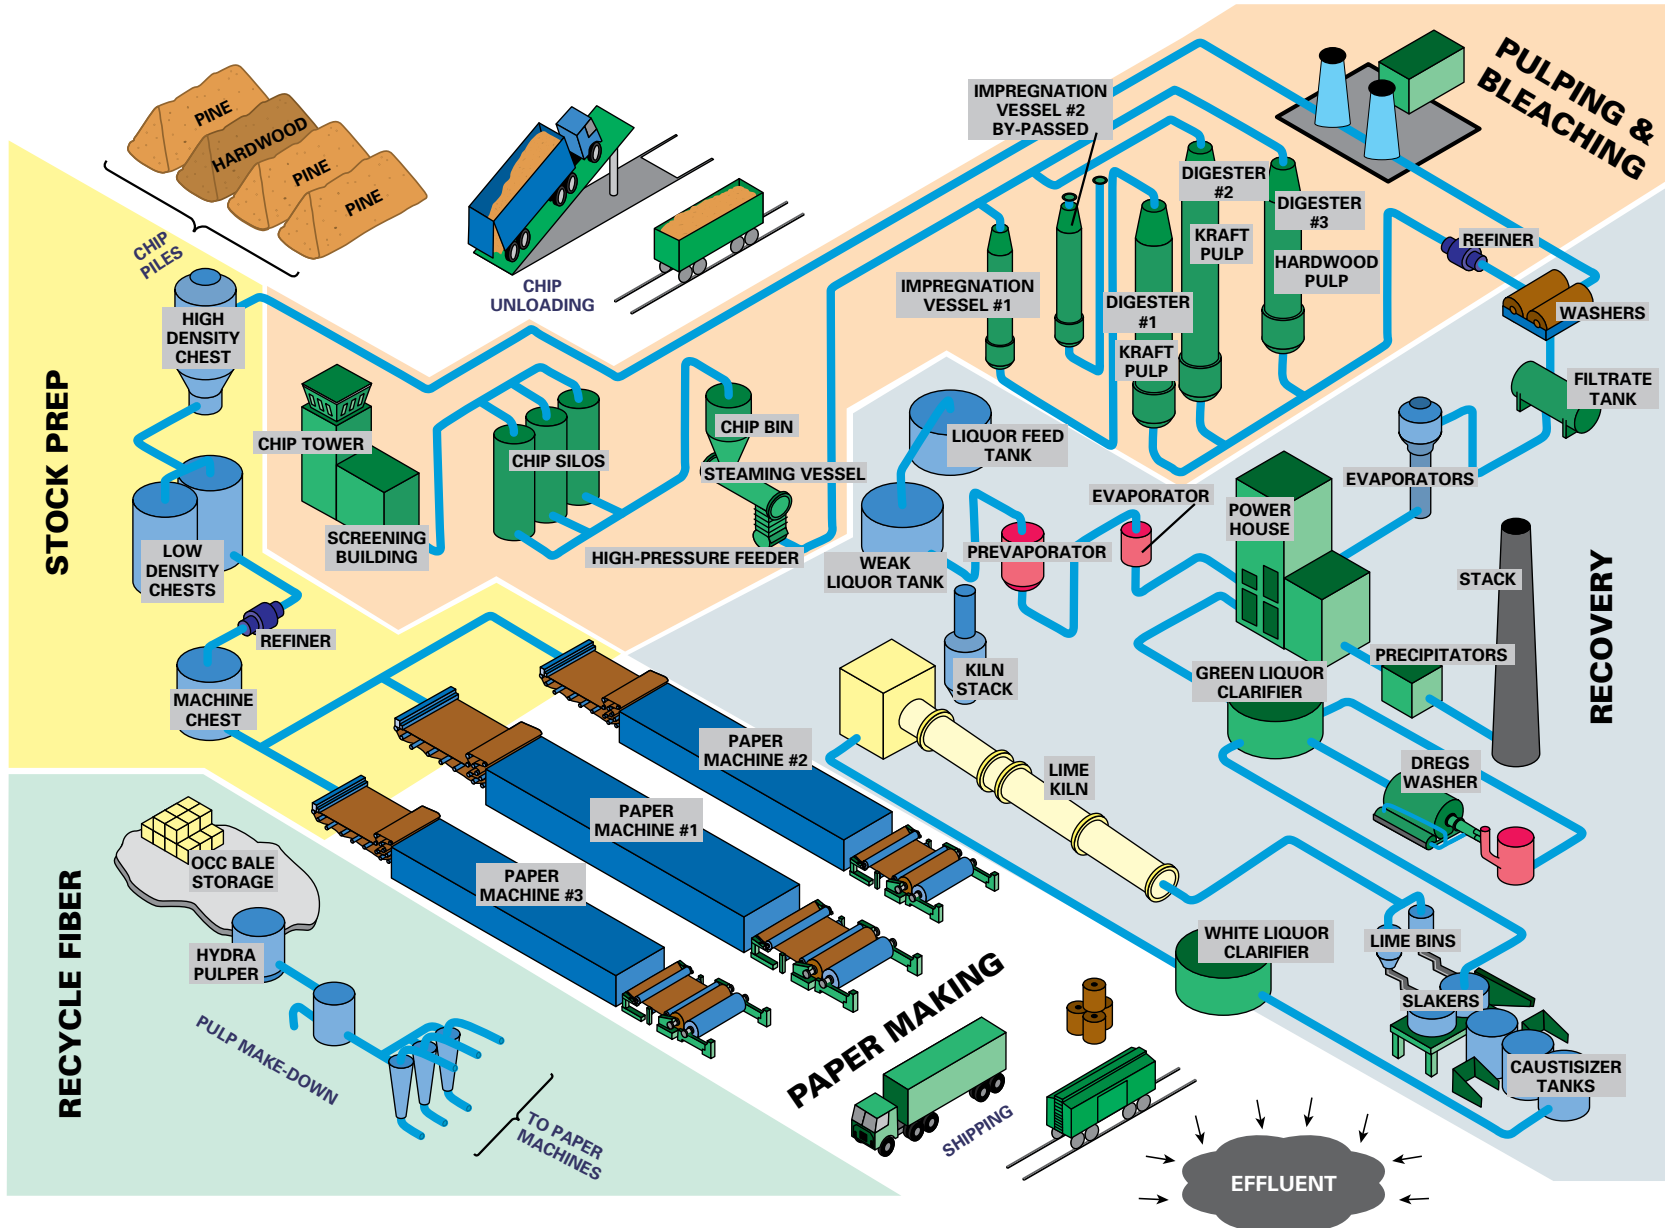 PULPING &
BLEACHING
IMPREGNATION
VESSEL #2
BY-PASSED
PINE
HARDWOOD
PINE
PINE
CHIP
PILES
CHIP
UNLOADING
DIGESTER
#2
KRAFT
PULP
DIGESTER
#3
HARDWOOD
PULP
REFINER
IMPREGNATION
VESSEL #1
DIGESTER
#1
KRAFT
PULP
WASHERS
HIGH
DENSITY
CHEST
FILTRATE
TANK
STOCK PREP
CHIP TOWER
CHIP SILOS
CHIP BIN
STEAMING VESSEL
LIQUOR FEED
TANK
SCREENING
BUILDING
HIGH-PRESSURE FEEDER
WEAK
LIQUOR TANK
PREVAPORATOR
EVAPORATOR
POWER
HOUSE
EVAPORATORS
STACK
LOW
DENSITY
CHESTS
REFINER
MACHINE
CHEST
KILN
STACK
GREEN LIQUOR
CLARIFIER
PRECIPITATORS
RECOVERY
PAPER
MACHINE #2
LIME
KILN
DREGS
WASHER
PAPER
MACHINE #1
PAPER
MACHINE #3
OCC BALE
STORAGE
RECYCLE FIBER
HYDRA
PULPER
PULP MAKE-DOWN
TO PAPER
MACHINES
PAPER MAKING
WHITE LIQUOR
CLARIFIER
LIME BINS
SLAKERS
CAUSTISIZER
TANKS
SHIPPING
EFFLUENT